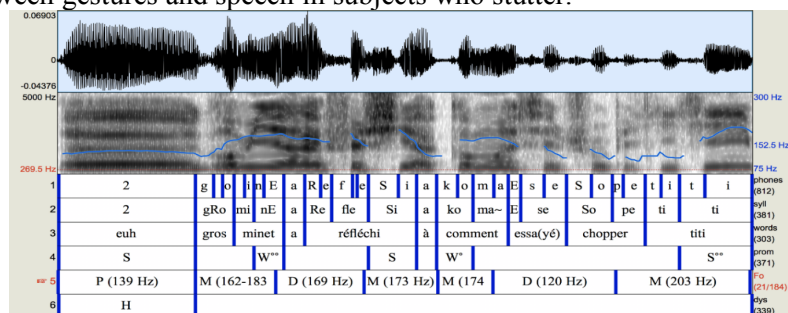 ween gestures and speech in subjects who stutter.
0.06903
0
-0.04376
5000 Hz
300 Hz
152.5 Hz
269.5 Hz
75 Hz
1 2 g o i n E a R e f e S i a k o m a E s e S o p e t i t i phones (812)
2 2 gRo mi nE a Re fle Si a ko ma~ E se So pe ti ti syll (381)
3 euh gros minet a réfléchi à comment essa(yé) chopper titi words (303)
4 S W°° S W° S°° prom (371)
5 P (139 Hz) M (162-183 D (169 Hz) M (173 Hz) M (174 D (120 Hz) M (203 Hz) Fo (21/184)
6 H dys (339)